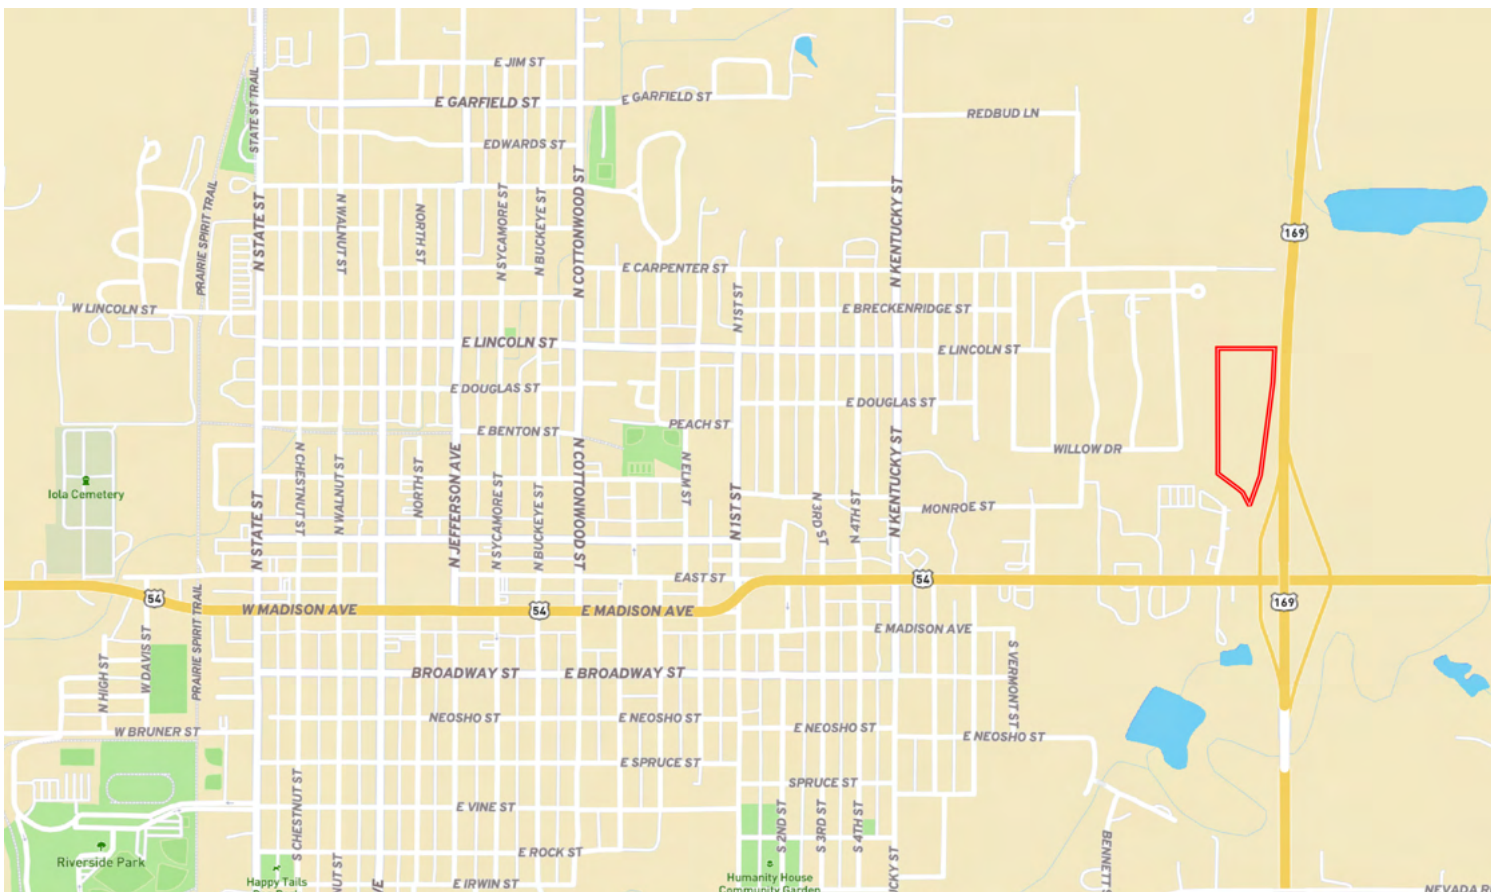 E JIM ST
E GARFIELD ST
E GARFIELD ST
STATE ST TRAIL
REDBUD LN
EDWARDS ST
PRAIRIE SPIRIT TRAIL
N STATE ST
N WALNUT ST
NORTH ST
N SYCAMORE ST
N BUCKEYE ST
N COTTONWOOD ST
N KENTUCKY ST
169
E CARPENTER ST
W LINCOLN ST
N 1ST ST
E BRECKENRIDGE ST
E LINCOLN ST
E LINCOLN ST
E DOUGLAS ST
E DOUGLAS ST
PEACH ST
E BENTON ST
WILLOW DR
Iola Cemetery
N STATE ST
N CHESTNUT ST
N WALNUT ST
NORTH ST
N JEFFERSON AVE
N SYCAMORE ST
N BUCKEYE ST
N COTTONWOOD ST
N ELM ST
N 1ST ST
N 3RD ST
N 4TH ST
N KENTUCKY ST
MONROE ST
EAST ST
54
54
W MADISON AVE
54
E MADISON AVE
169
E MADISON AVE
N HIGH ST
W DAVIS ST
PRAIRIE SPIRIT TRAIL
BROADWAY ST
E BROADWAY ST
S VERMONT ST
NEOSHO ST
E NEOSHO ST
E NEOSHO ST
E NEOSHO ST
W BRUNER ST
E SPRUCE ST
SPRUCE ST
S CHESTNUT ST
E VINE ST
S 2ND ST
S 3RD ST
S 4TH ST
E ROCK ST
Riverside Park
Happy Tails
E IRWIN ST
Humanity House
Community Garden